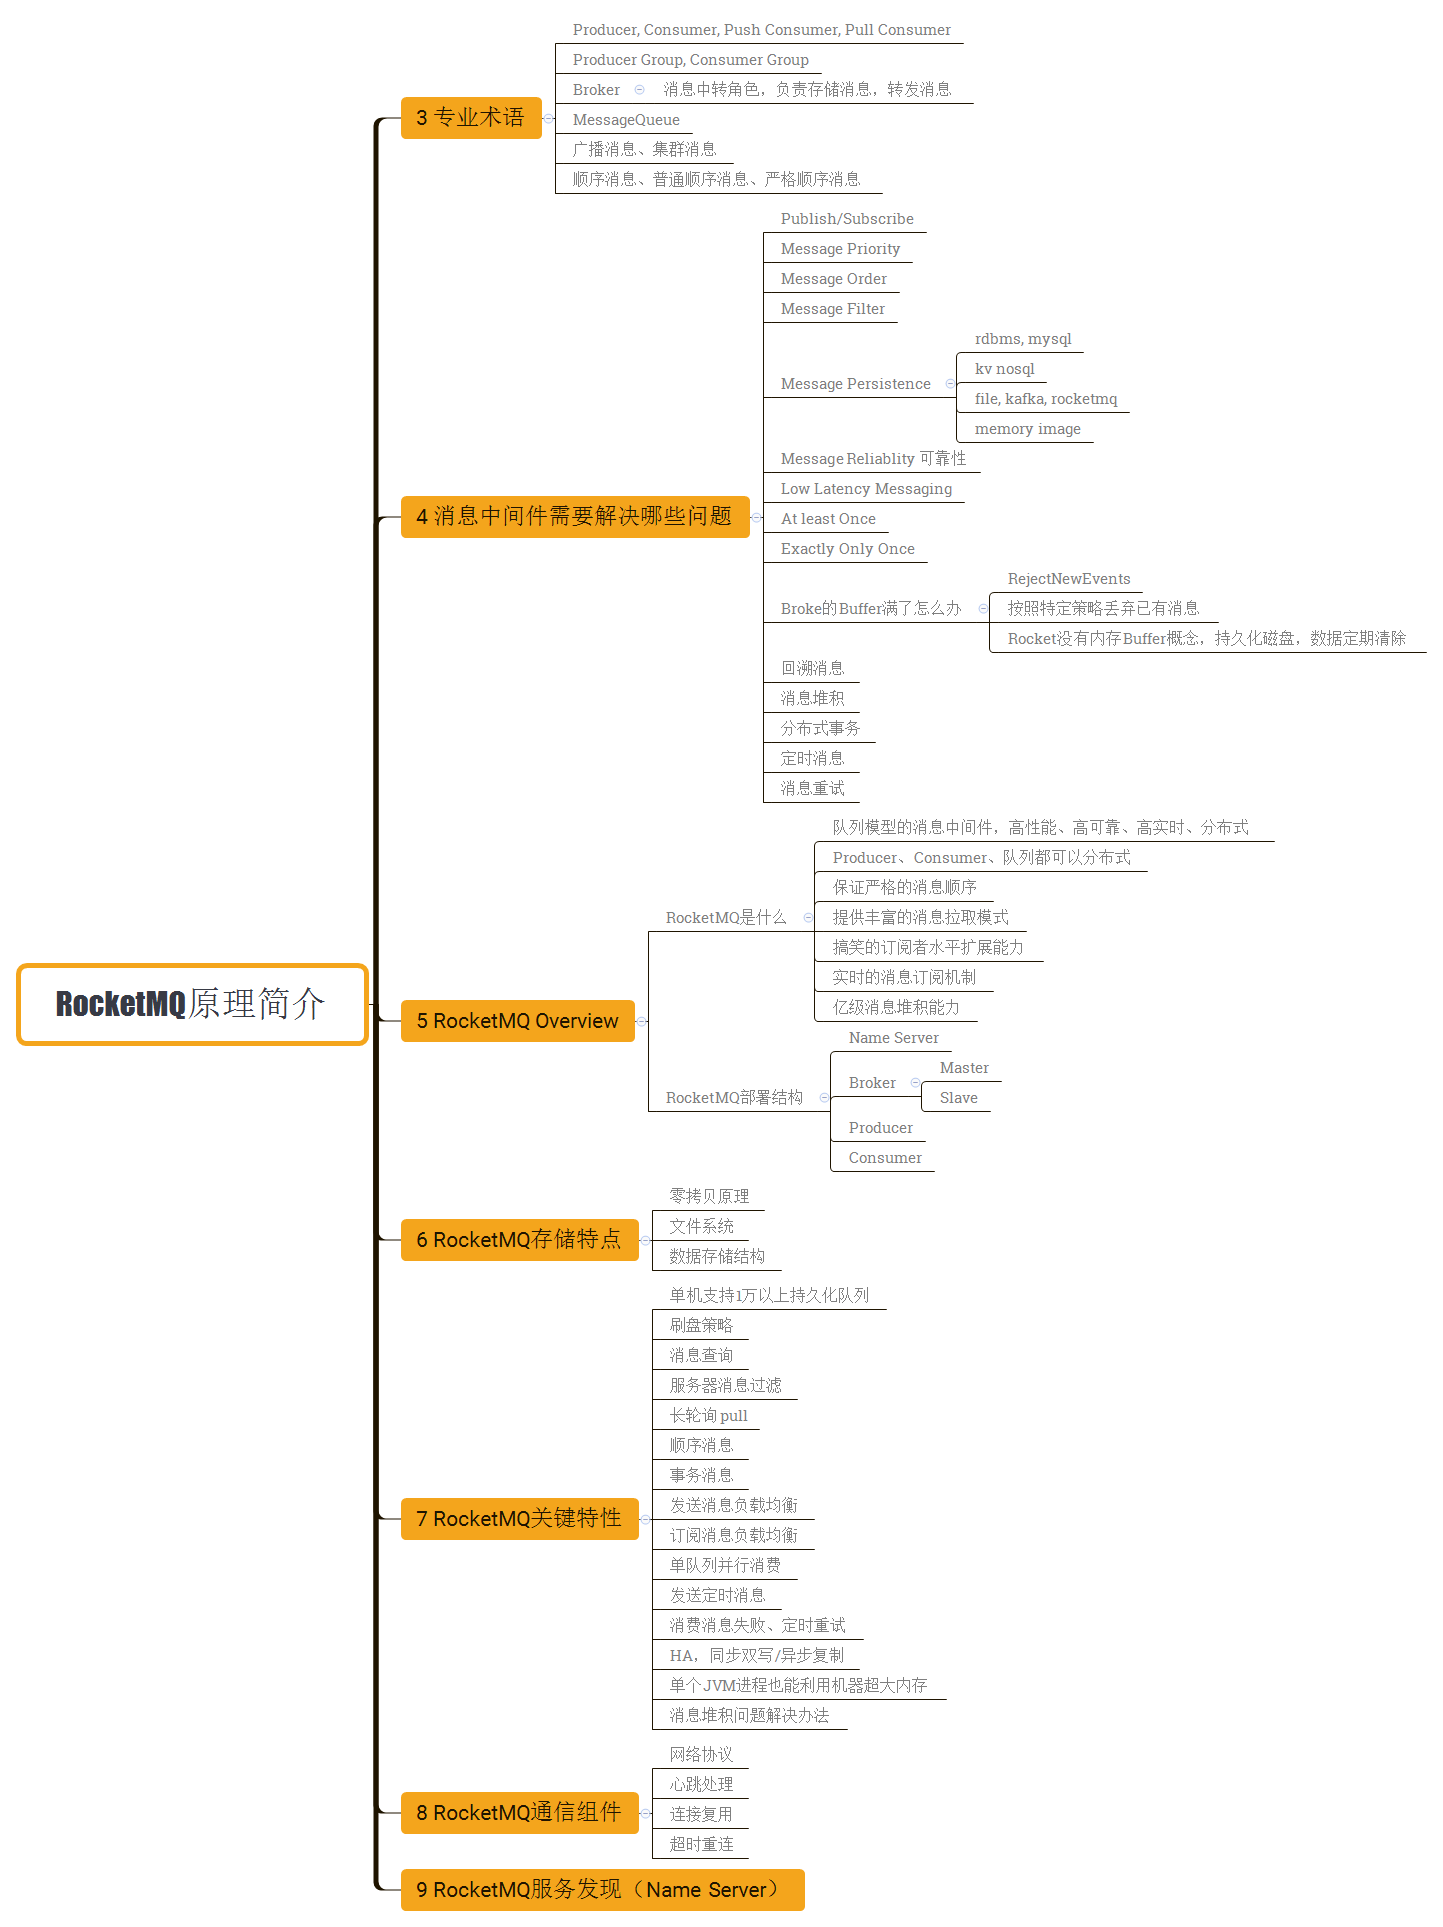 RocketMQ原理简介
3 专业术语
Producer, Consumer, Push Consumer, Pull Consumer
Producer Group, Consumer Group
Broker
消息中转角色，负责存储消息，转发消息
MessageQueue
广播消息、集群消息
顺序消息、普通顺序消息、严格顺序消息
4 消息中间件需要解决哪些问题
Publish/Subscribe
Message Priority
Message Order
Message Filter
Message Persistence
rdbms, mysql
kv nosql
file, kafka, rocketmq
memory image
Message Reliablity 可靠性
Low Latency Messaging
At least Once
Exactly Only Once
Broke的Buffer满了怎么办
RejectNewEvents
按照特定策略丢弃已有消息
Rocket没有内存Buffer概念，持久化磁盘，数据定期清除
回溯消息
消息堆积
分布式事务
定时消息
消息重试
5 RocketMQ Overview
RocketMQ是什么
队列模型的消息中间件，高性能、高可靠、高实时、分布式
Producer、Consumer、队列都可以分布式
保证严格的消息顺序
提供丰富的消息拉取模式
搞笑的订阅者水平扩展能力
实时的消息订阅机制
亿级消息堆积能力
RocketMQ部署结构
Name Server
Broker
Master
Slave
Producer
Consumer
6 RocketMQ存储特点
零拷贝原理
文件系统
数据存储结构
7 RocketMQ关键特性
单机支持1万以上持久化队列
刷盘策略
消息查询
服务器消息过滤
长轮询 pull
顺序消息
事务消息
发送消息负载均衡
订阅消息负载均衡
单队列并行消费
发送定时消息
消费消息失败、定时重试
HA，同步双写/异步复制
单个JVM进程也能利用机器超大内存
消息堆积问题解决办法
8 RocketMQ通信组件
网络协议
心跳处理
连接复用
超时重连
9 RocketMQ服务发现（Name Server）